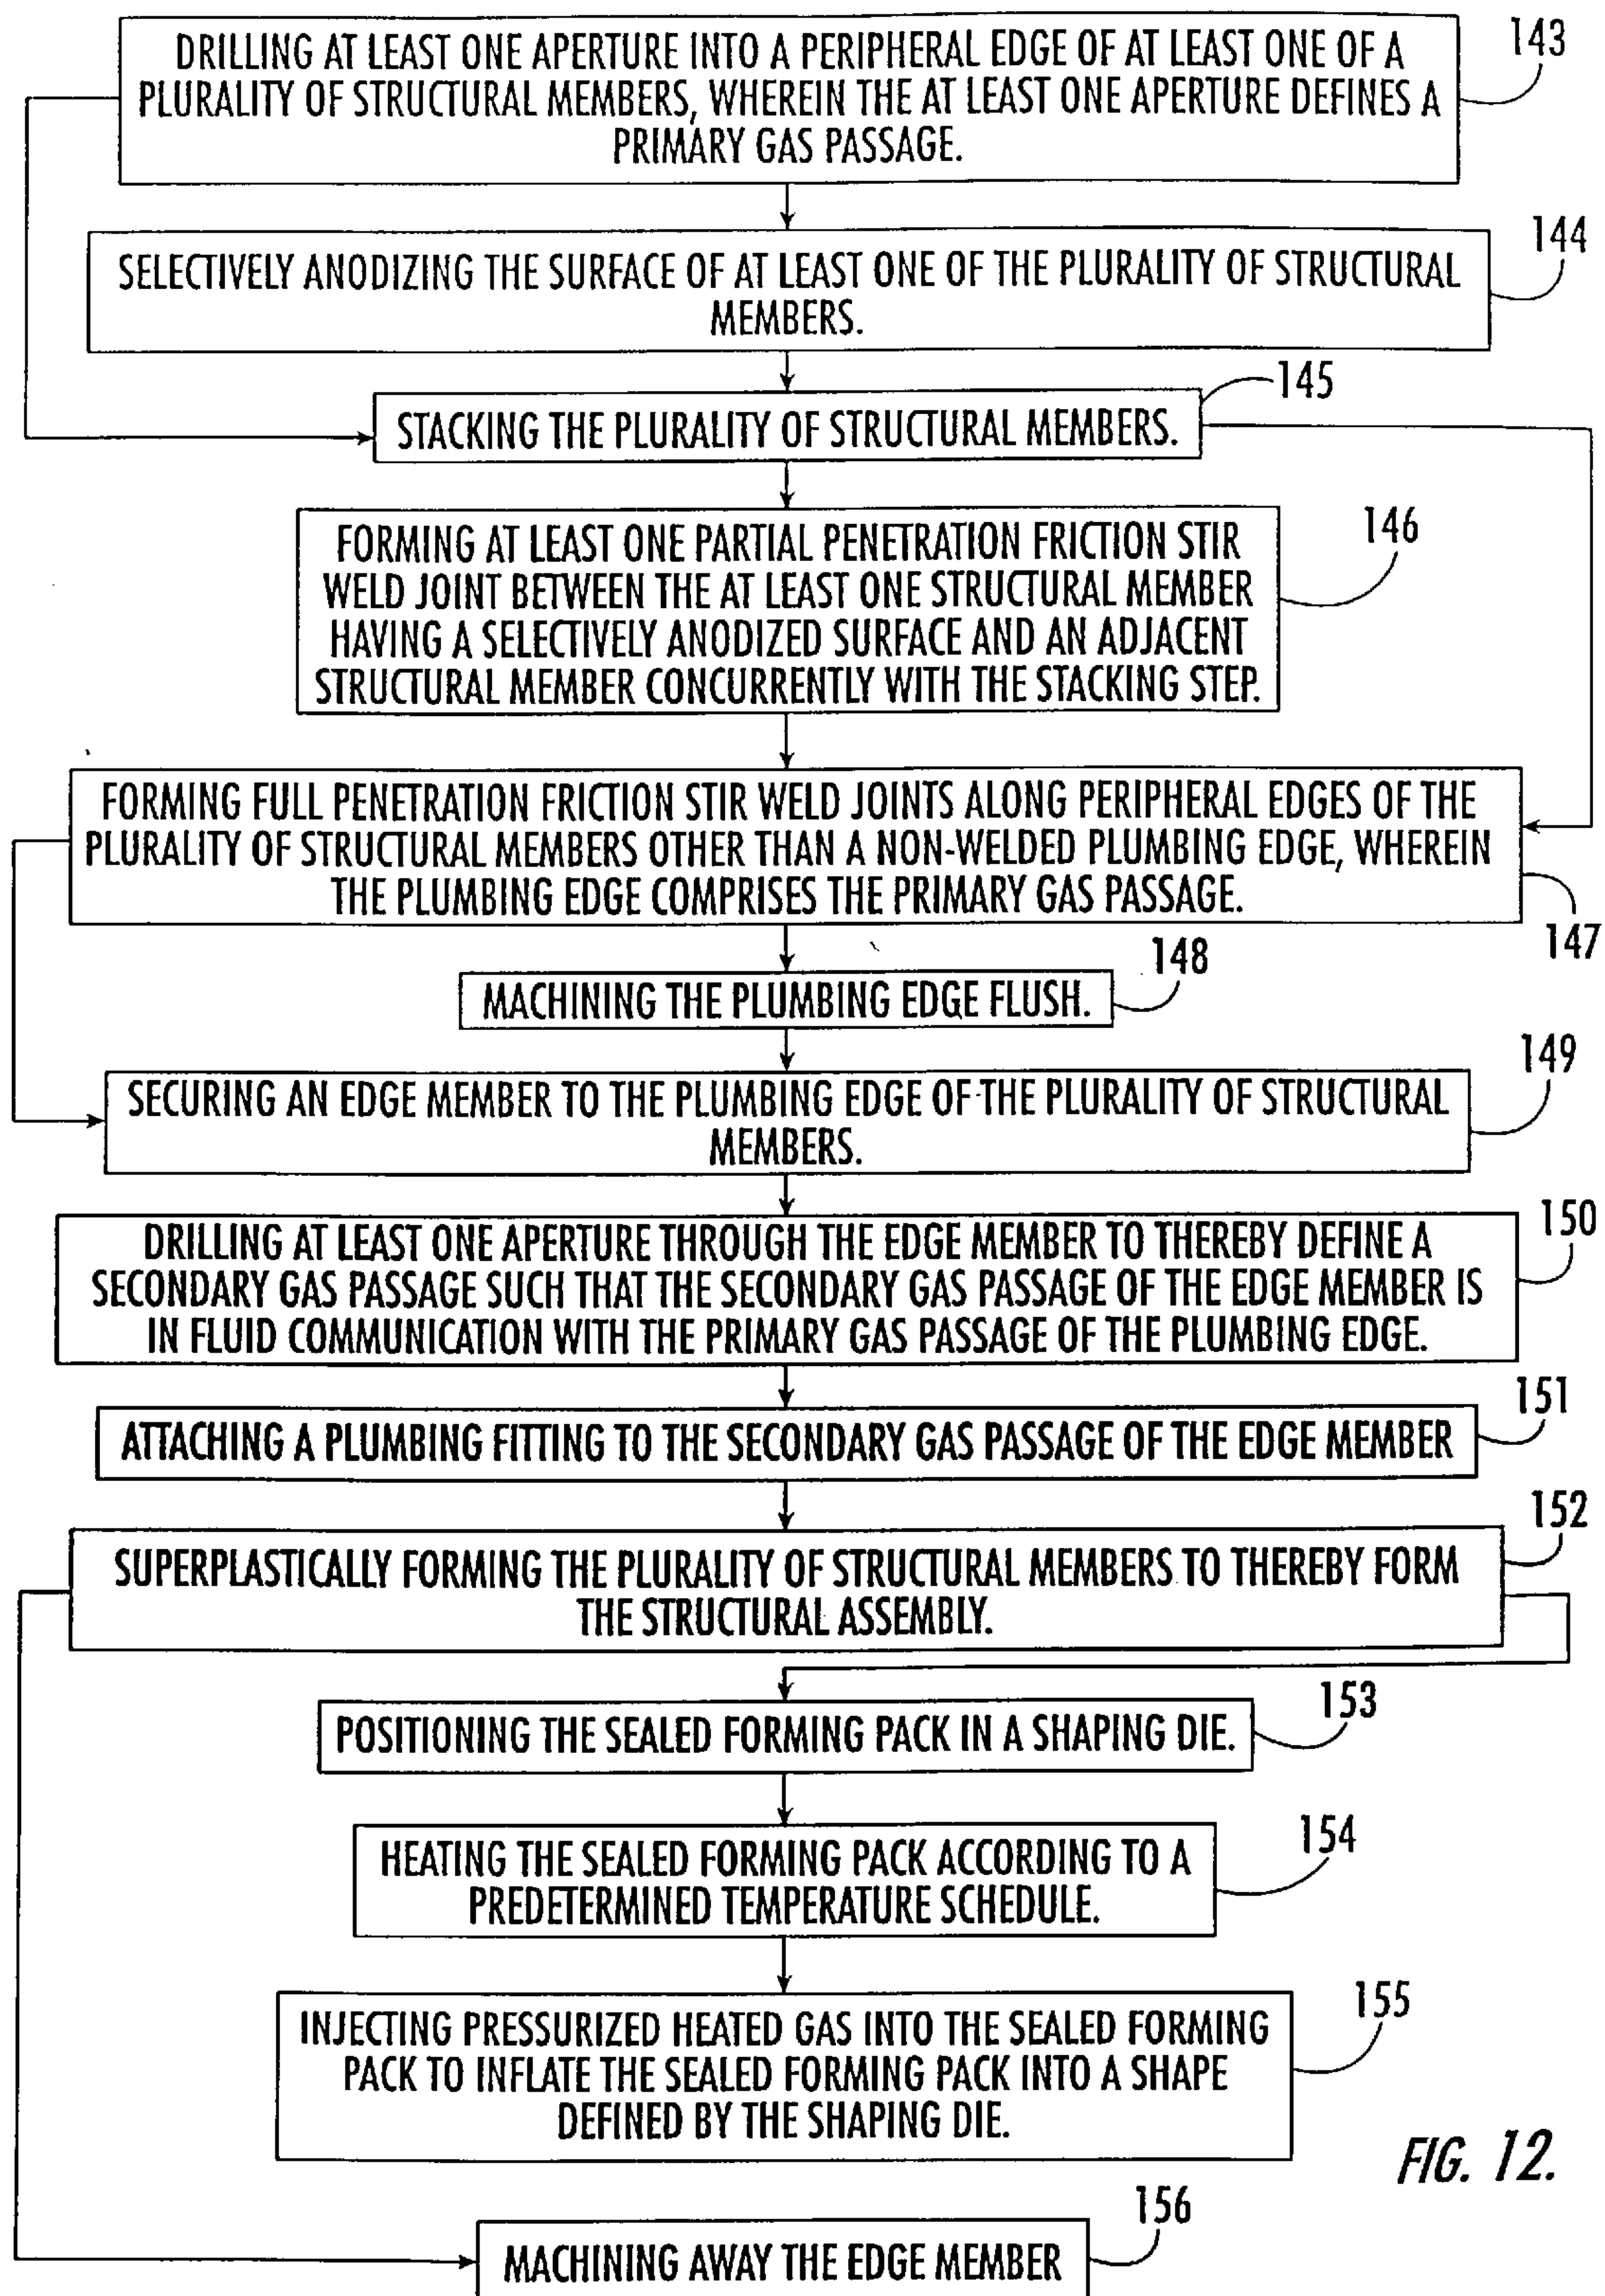 DRILLING AT LEAST ONE APERTURE INTO A PERIPHERAL EDGE OF AT LEAST ONE OF A
PLURALITY OF STRUCTURAL MEMBERS, WHEREIN THE AT LEAST ONE APERTURE DEFINES A
PRIMARY GAS PASSAGE.
143
SELECTIVELY ANODIZING THE SURFACE OF AT LEAST ONE OF THE PLURALITY OF STRUCTURAL
MEMBERS.
144
STACKING THE PLURALITY OF STRUCTURAL MEMBERS.
145
FORMING AT LEAST ONE PARTIAL PENETRATION FRICTION STIR
WELD JOINT BETWEEN THE AT LEAST ONE STRUCTURAL MEMBER
HAVING A SELECTIVELY ANODIZED SURFACE AND AN ADJACENT
STRUCTURAL MEMBER CONCURRENTLY WITH THE STACKING STEP.
146
FORMING FULL PENETRATION FRICTION STIR WELD JOINTS ALONG PERIPHERAL EDGES OF THE
PLURALITY OF STRUCTURAL MEMBERS OTHER THAN A NON-WELDED PLUMBING EDGE, WHEREIN
THE PLUMBING EDGE COMPRISES THE PRIMARY GAS PASSAGE.
147
MACHINING THE PLUMBING EDGE FLUSH.
148
SECURING AN EDGE MEMBER TO THE PLUMBING EDGE OF THE PLURALITY OF STRUCTURAL
MEMBERS.
149
DRILLING AT LEAST ONE APERTURE THROUGH THE EDGE MEMBER TO THEREBY DEFINE A
SECONDARY GAS PASSAGE SUCH THAT THE SECONDARY GAS PASSAGE OF THE EDGE MEMBER IS
IN FLUID COMMUNICATION WITH THE PRIMARY GAS PASSAGE OF THE PLUMBING EDGE.
150
ATTACHING A PLUMBING FITTING TO THE SECONDARY GAS PASSAGE OF THE EDGE MEMBER
151
SUPERPLASTICALLY FORMING THE PLURALITY OF STRUCTURAL MEMBERS TO THEREBY FORM
THE STRUCTURAL ASSEMBLY.
152
POSITIONING THE SEALED FORMING PACK IN A SHAPING DIE.
153
HEATING THE SEALED FORMING PACK ACCORDING TO A
PREDETERMINED TEMPERATURE SCHEDULE.
154
INJECTING PRESSURIZED HEATED GAS INTO THE SEALED FORMING
PACK TO INFLATE THE SEALED FORMING PACK INTO A SHAPE
DEFINED BY THE SHAPING DIE.
155
FIG. 12.
MACHINING AWAY THE EDGE MEMBER
156